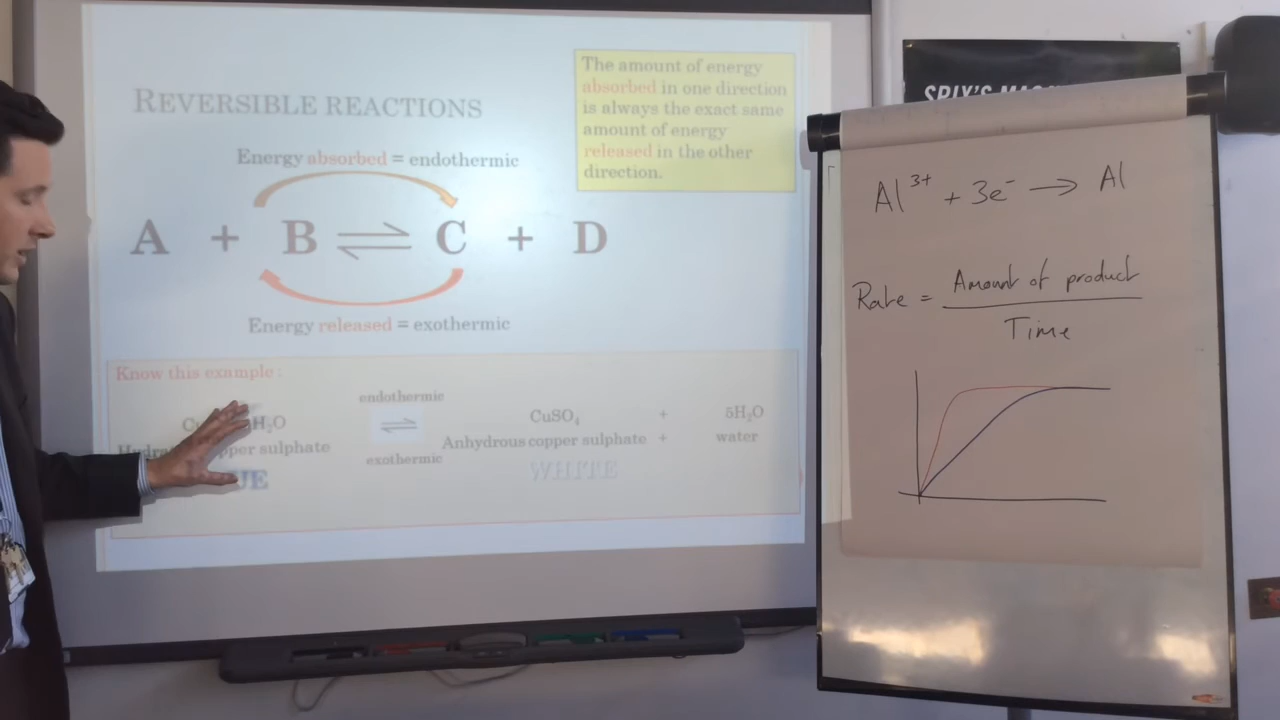 REVERSIBLE REACTIONS
The amount of energy
absorbed in one direction
is always the exact same
amount of energy
released in the other
direction.
Energy absorbed = endothermic
A + B ⇌ C + D
Energy released = exothermic
Know this example :
endothermic
H₂O ⇌ CuSO₄ + 5H₂O
sulphate Anhydrous copper sulphate + water
exothermic
WHITE
Al³⁺ + 3e⁻ → Al
Rate = Amount of product
Time